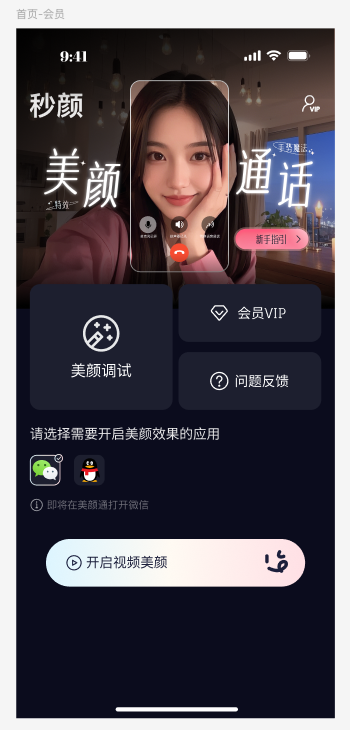 首页-会员
9:41
秒颜
VIP
美颜
通话
特效
手势魔法
新手指引
美颜调试
会员VIP
问题反馈
请选择需要开启美颜效果的应用
即将在美颜通打开微信
开启视频美颜